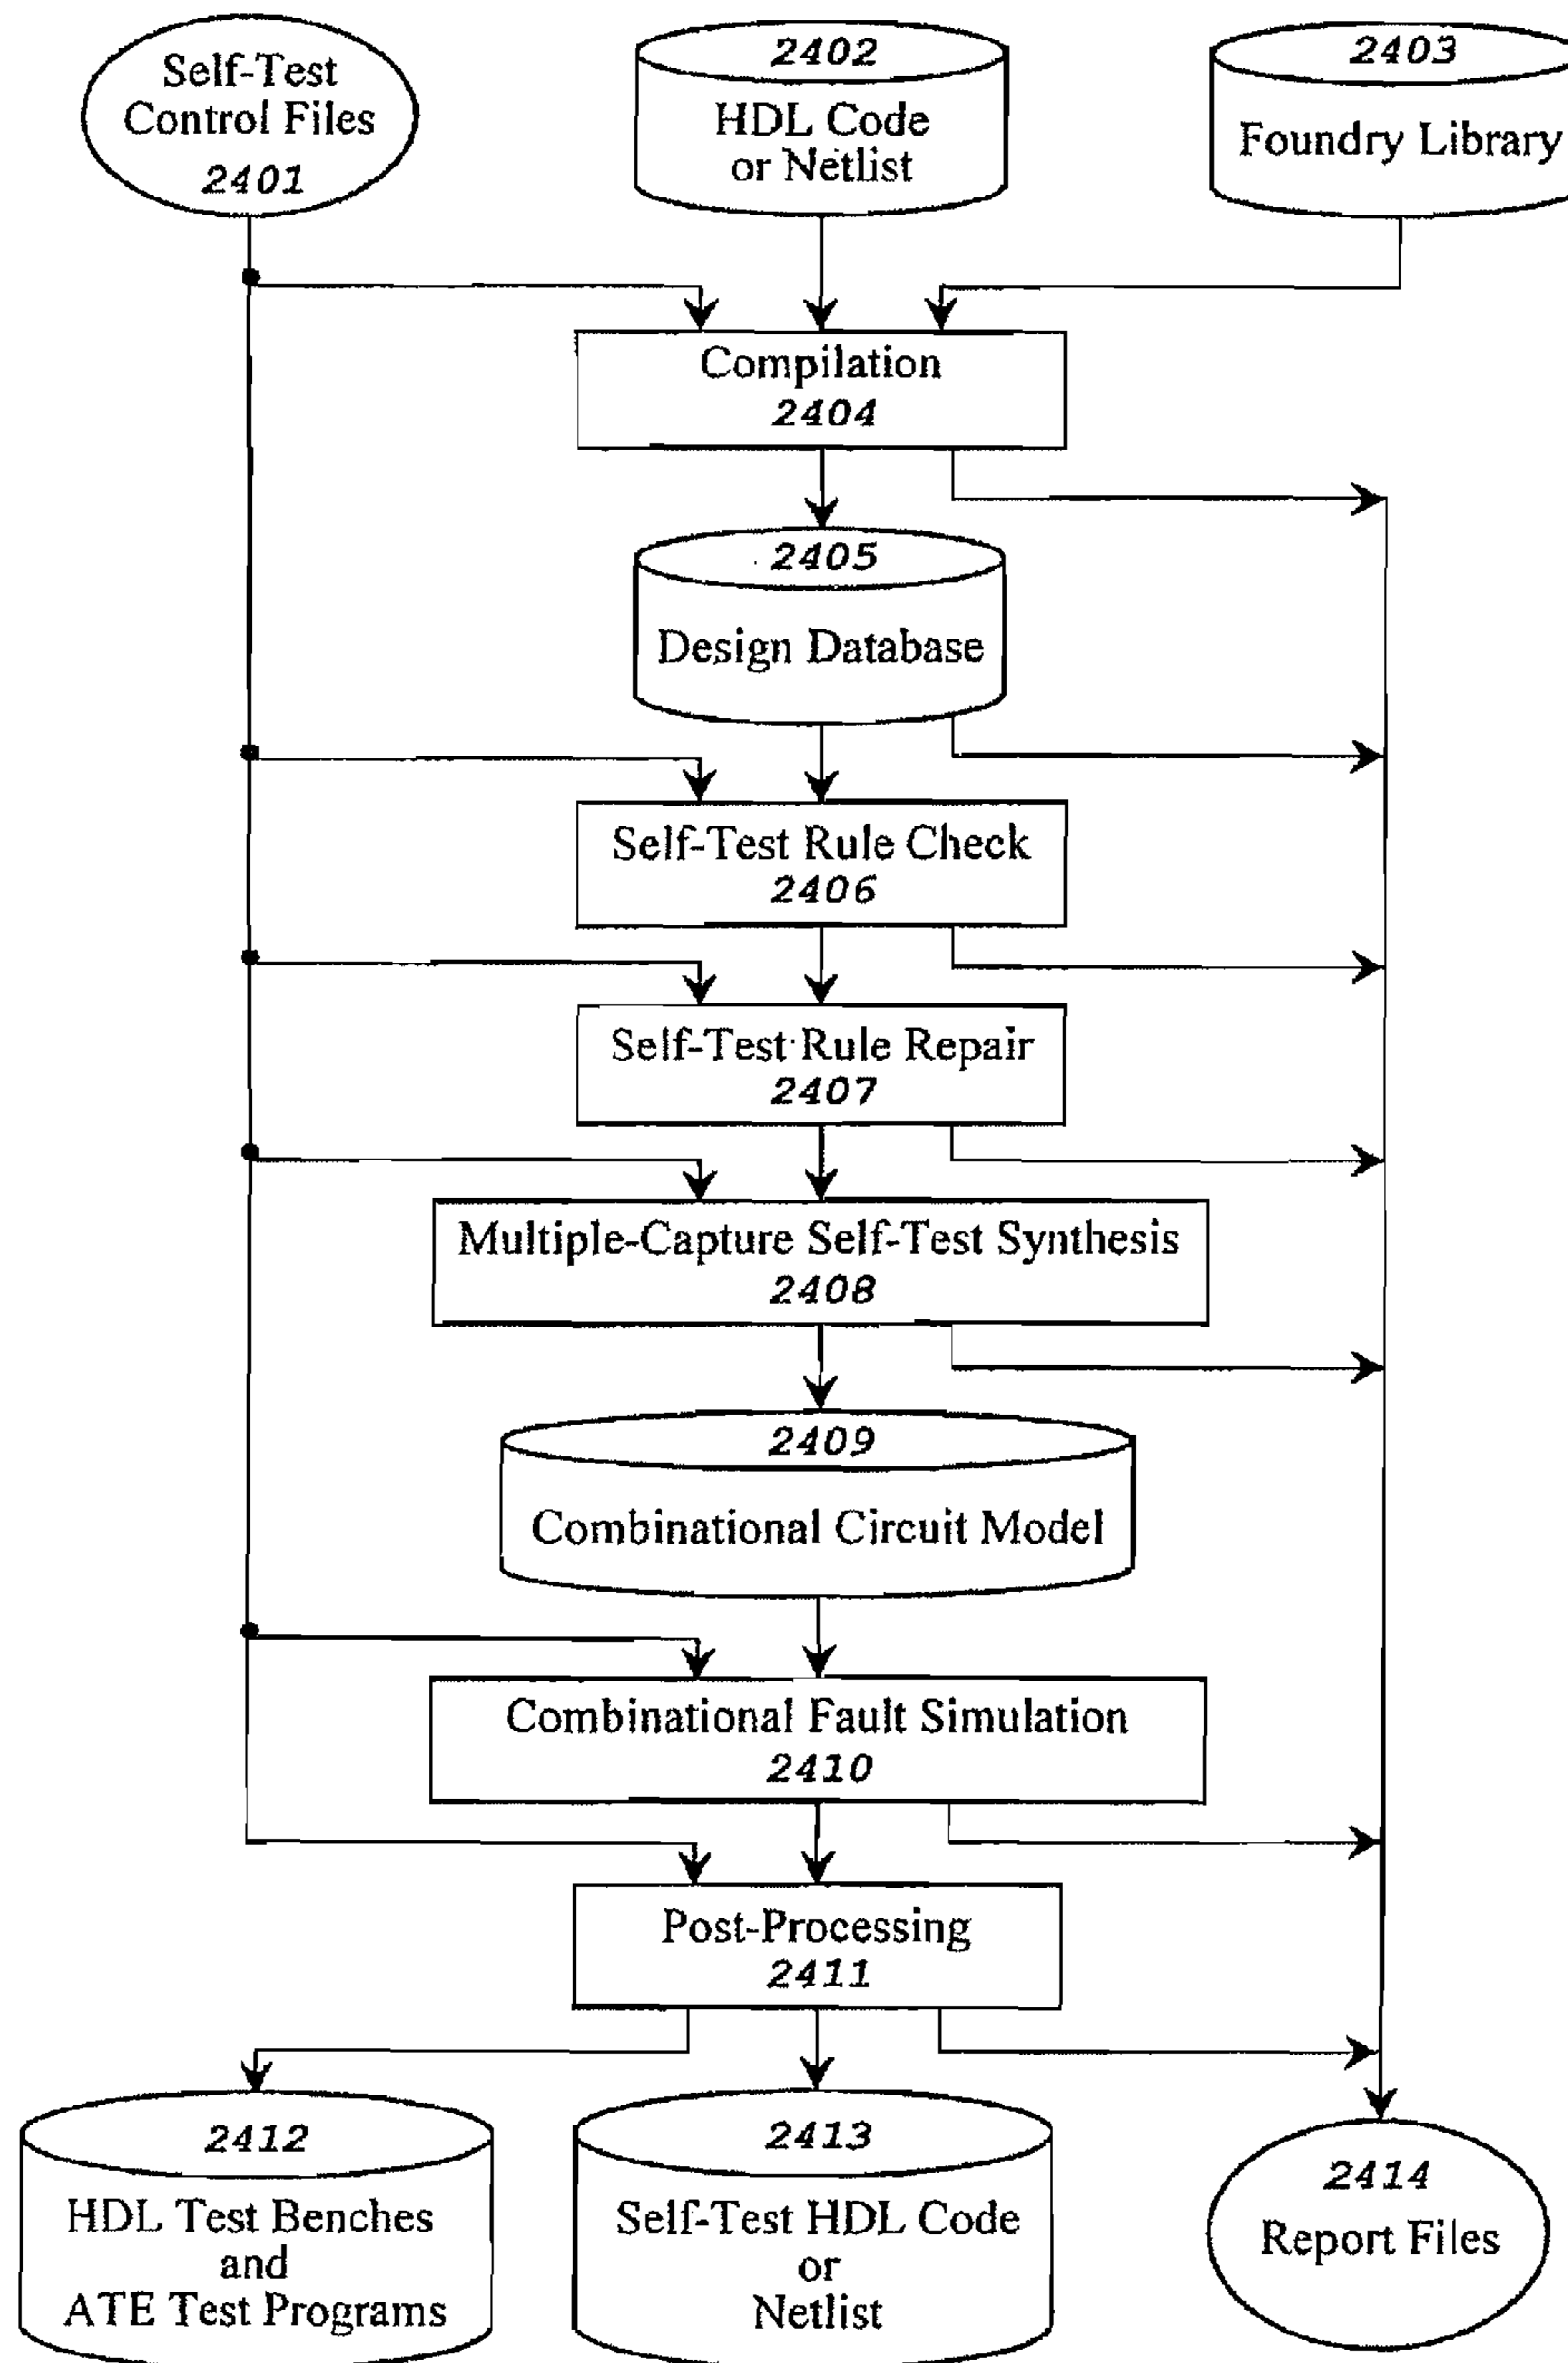 Self-Test
Control Files
2401
2402
HDL Code
or Netlist
2403
Foundry Library
Compilation
2404
2405
Design Database
Self-Test Rule Check
2406
Self-Test Rule Repair
2407
Multiple-Capture Self-Test Synthesis
2408
2409
Combinational Circuit Model
Combinational Fault Simulation
2410
Post-Processing
2411
2412
HDL Test Benches
and
ATE Test Programs
2413
Self-Test HDL Code
or
Netlist
2414
Report Files